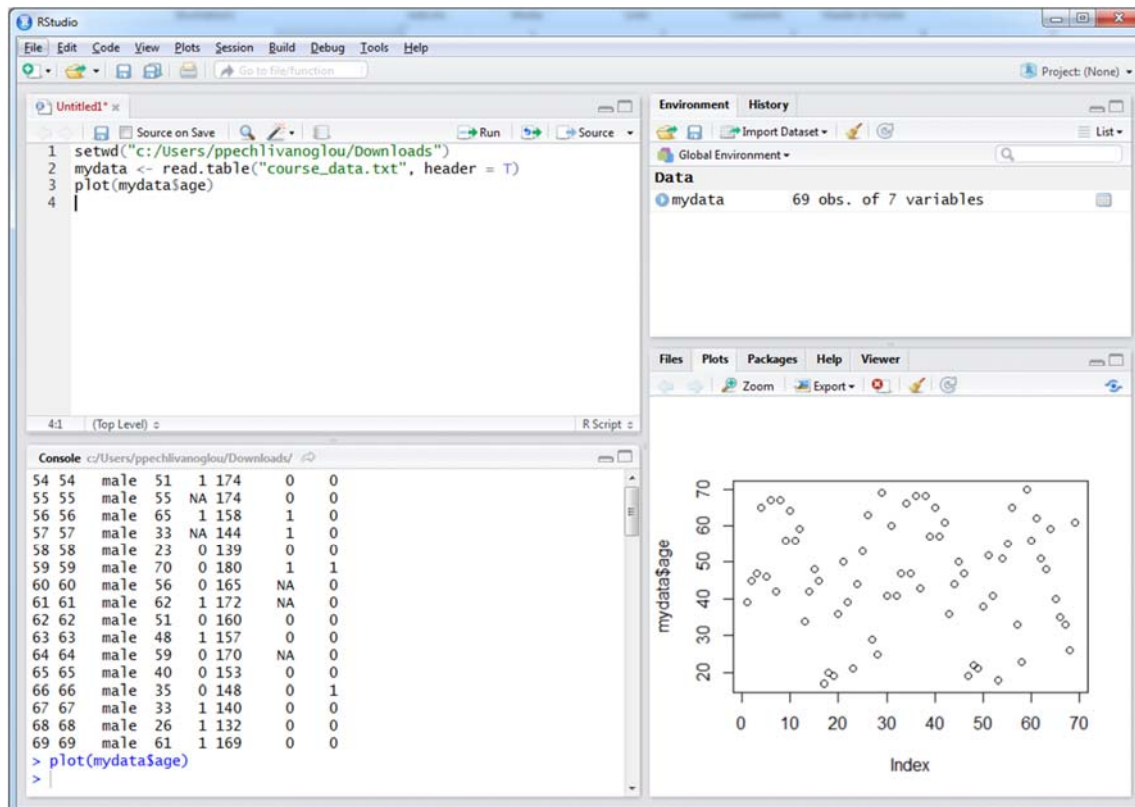 RStudio
File Edit Code View Plots Session Build Debug Tools Help
Go to file/function
Project: (None)
Untitled1*
Source on Save
Run
Source
1 setwd("c:/Users/ppechlivanoglou/Downloads")
2 mydata <- read.table("course_data.txt", header = T)
3 plot(mydata$age)
4
4:1 (Top Level) R Script
Console c:/Users/ppechlivanoglou/Downloads/
54 54 male 51 1 174 0 0
55 55 male 55 NA 174 0 0
56 56 male 65 1 158 1 0
57 57 male 33 NA 144 1 0
58 58 male 23 0 139 0 0
59 59 male 70 0 180 1 1
60 60 male 56 0 165 NA 0
61 61 male 62 1 172 NA 0
62 62 male 51 0 160 0 0
63 63 male 48 1 157 0 0
64 64 male 59 0 170 NA 0
65 65 male 40 0 153 0 0
66 66 male 35 0 148 0 1
67 67 male 33 1 140 0 0
68 68 male 26 1 132 0 0
69 69 male 61 1 169 0 0
> plot(mydata$age)
>
Environment History
Import Dataset
List
Global Environment
Data
mydata 69 obs. of 7 variables
Files Plots Packages Help Viewer
Zoom Export
mydata$age
70
60
50
40
30
20
0 10 20 30 40 50 60 70
Index